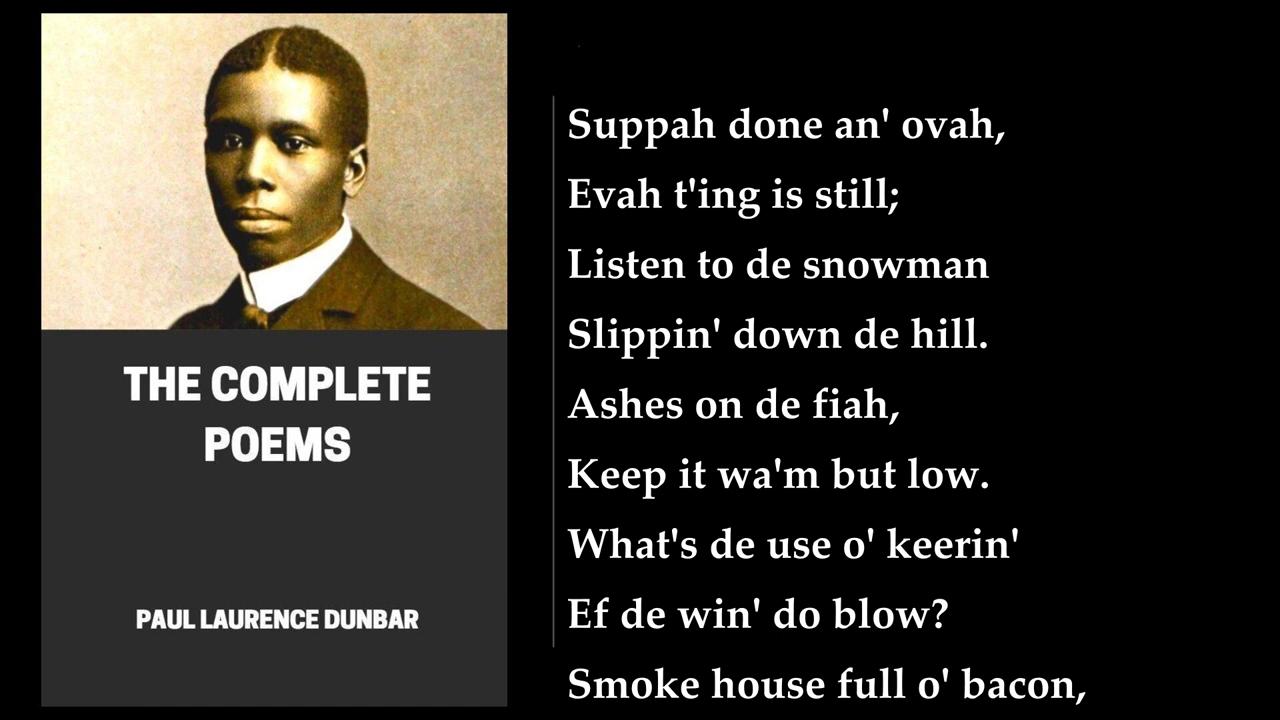 THE COMPLETE
POEMS
PAUL LAURENCE DUNBAR
Suppah done an' ovah,
Evah t'ing is still;
Listen to de snowman
Slippin' down de hill.
Ashes on de fiah,
Keep it wa'm but low.
What's de use o' keerin'
Ef de win' do blow?
Smoke house full o' bacon,